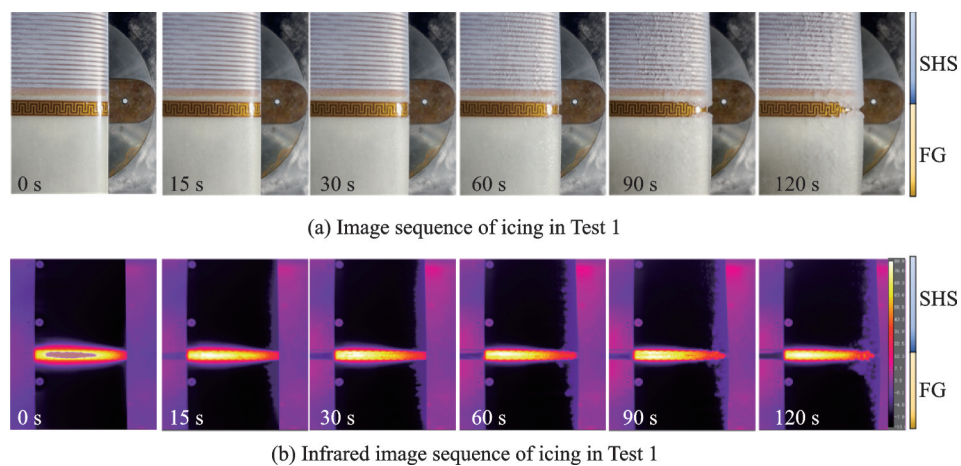 SHS
FG
0 s
15 s
30 s
60 s
90 s
120 s
(a) Image sequence of icing in Test 1
SHS
FG
0 s
15 s
30 s
60 s
90 s
120 s
(b) Infrared image sequence of icing in Test 1